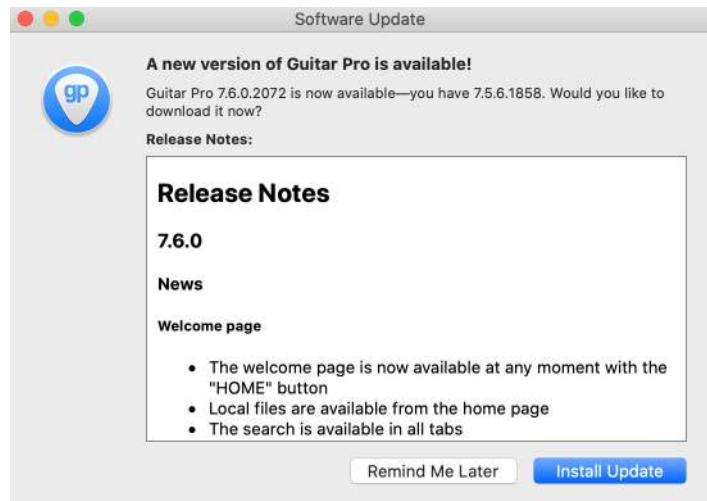 Software Update
gp
A new version of Guitar Pro is available!
Guitar Pro 7.6.0.2072 is now available—you have 7.5.6.1858. Would you like to
download it now?
Release Notes:
Release Notes
7.6.0
News
Welcome page
• The welcome page is now available at any moment with the
"HOME" button
• Local files are available from the home page
• The search is available in all tabs
Remind Me Later
Install Update